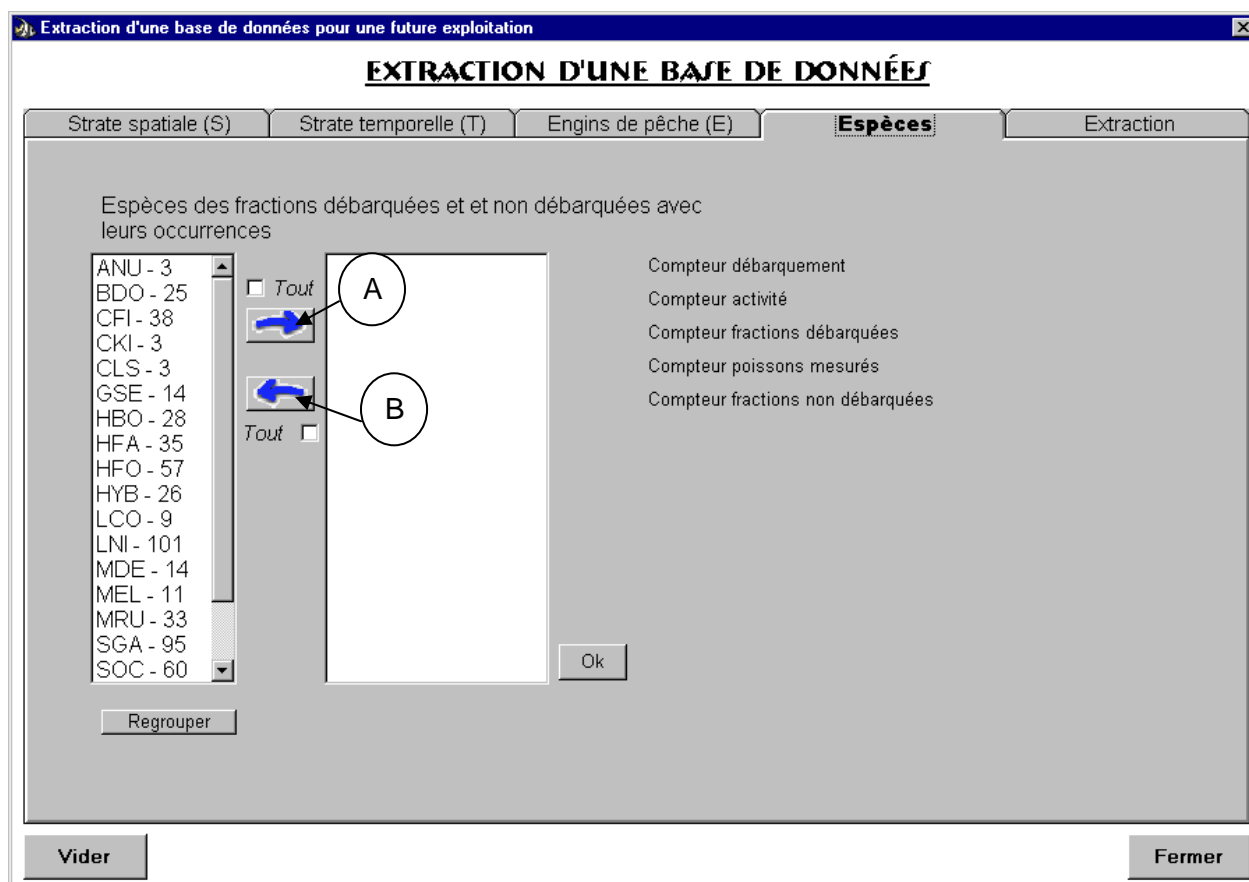 Extraction d'une base de données pour une future exploitation
EXTRACTION D'UNE BASE DE DONNÉES
Strate spatiale (S)
Strate temporelle (T)
Engins de pêche (E)
Espèces
Extraction
Espèces des fractions débarquées et et non débarquées avec
leurs occurrences
ANU - 3
BDO - 25
CFI - 38
CKI - 3
CLS - 3
GSE - 14
HBO - 28
HFA - 35
HFO - 57
HYB - 26
LCO - 9
LNI - 101
MDE - 14
MEL - 11
MRU - 33
SGA - 95
SOC - 60
Tout
A
B
Tout
Compteur débarquement
Compteur activité
Compteur fractions débarquées
Compteur poissons mesurés
Compteur fractions non débarquées
Ok
Regrouper
Vider
Fermer